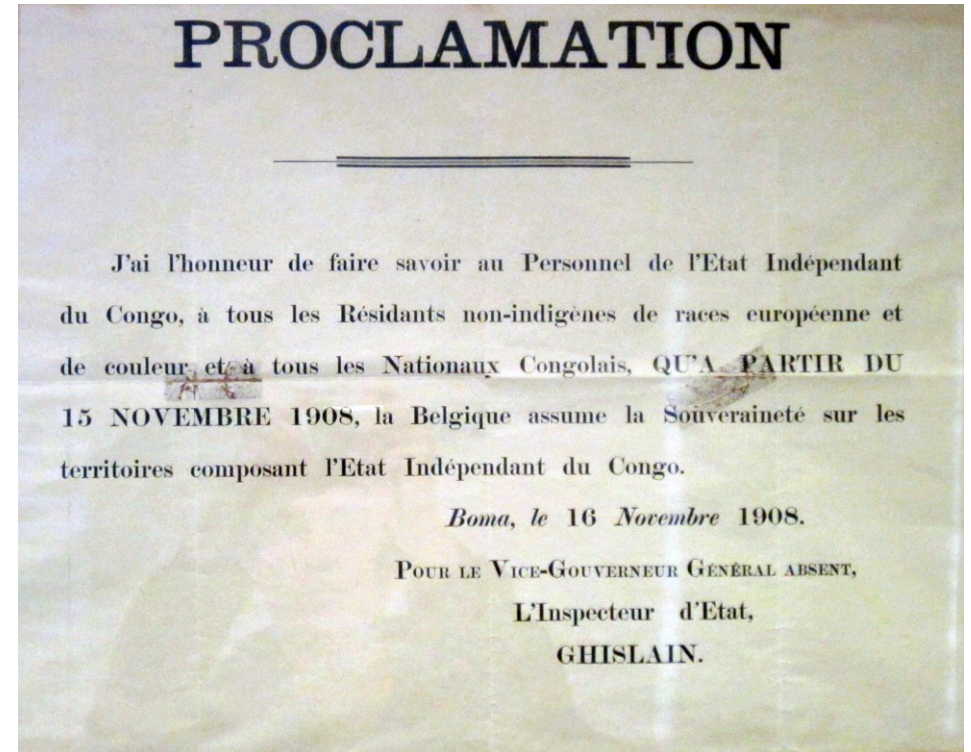 PROCLAMATION
J'ai l'honneur de faire savoir au Personnel de l'Etat Indépendant
du Congo, à tous les Résidants non-indigènes de races européenne et
de couleur et à tous les Nationaux Congolais, QU'A PARTIR DU
15 NOVEMBRE 1908, la Belgique assume la Souveraineté sur les
territoires composant l'Etat Indépendant du Congo.
Boma, le 16 Novembre 1908.
POUR LE VICE-GOUVERNEUR GÉNÉRAL ABSENT,
L'Inspecteur d'Etat,
GHISLAIN.